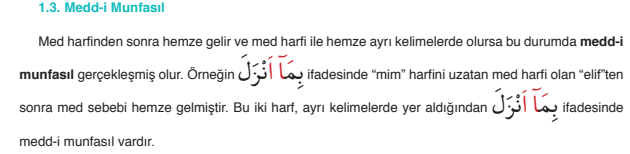 1.3. Medd-i Munfasıl
Med harfinden sonra hemze gelir ve med harfi ile hemze ayrı kelimelerde olursa bu durumda medd-i
munfasıl gerçekleşmiş olur. Örneğin بِمَٓا اَنْزَلَ ifadesinde “mim” harfini uzatan med harfi olan “elif”ten
sonra med sebebi hemze gelmiştir. Bu iki harf, ayrı kelimelerde yer aldığından بِمَٓا اَنْزَلَ ifadesinde
medd-i munfasıl vardır.